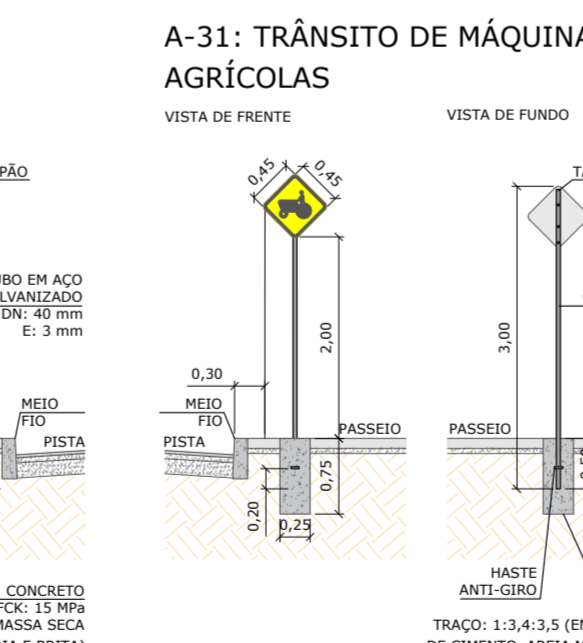 A-31: TRÂNSITO DE MÁQUINA
AGRÍCOLAS
VISTA DE FRENTE
VISTA DE FUNDO
PÃO
0,45
0,45
UBO EM AÇO
LVANIZADO
DN: 40 mm
E: 3 mm
2,00
3,00
0,30
MEIO
FIO
PISTA
MEIO
FIO
PISTA
PASSEIO
PASSEIO
0,75
0,20
0,25
HASTE
ANTI-GIRO
CONCRETO
FCK: 15 MPa
MASSA SECA
TRAÇO: 1:3,4:3,5 (EM